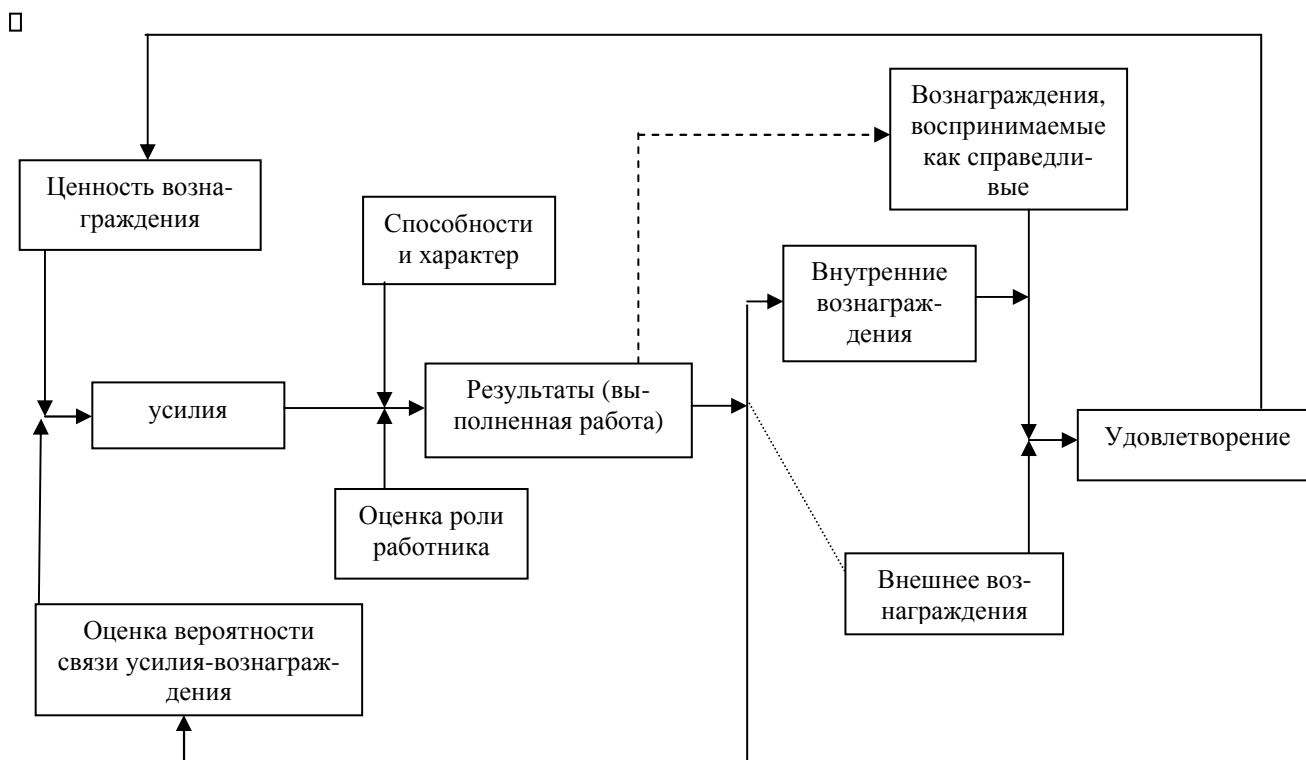 Вознаграждения,
воспринимаемые
как справедли-
вые
Ценность возна-
граждения
Способности
и характер
Внутренние
вознаграж-
дения
усилия
Результаты (вы-
полненная работа)
Удовлетворение
Оценка роли
работника
Внешнее воз-
награждения
Оценка вероятности
связи усилия-вознаграж-
дения